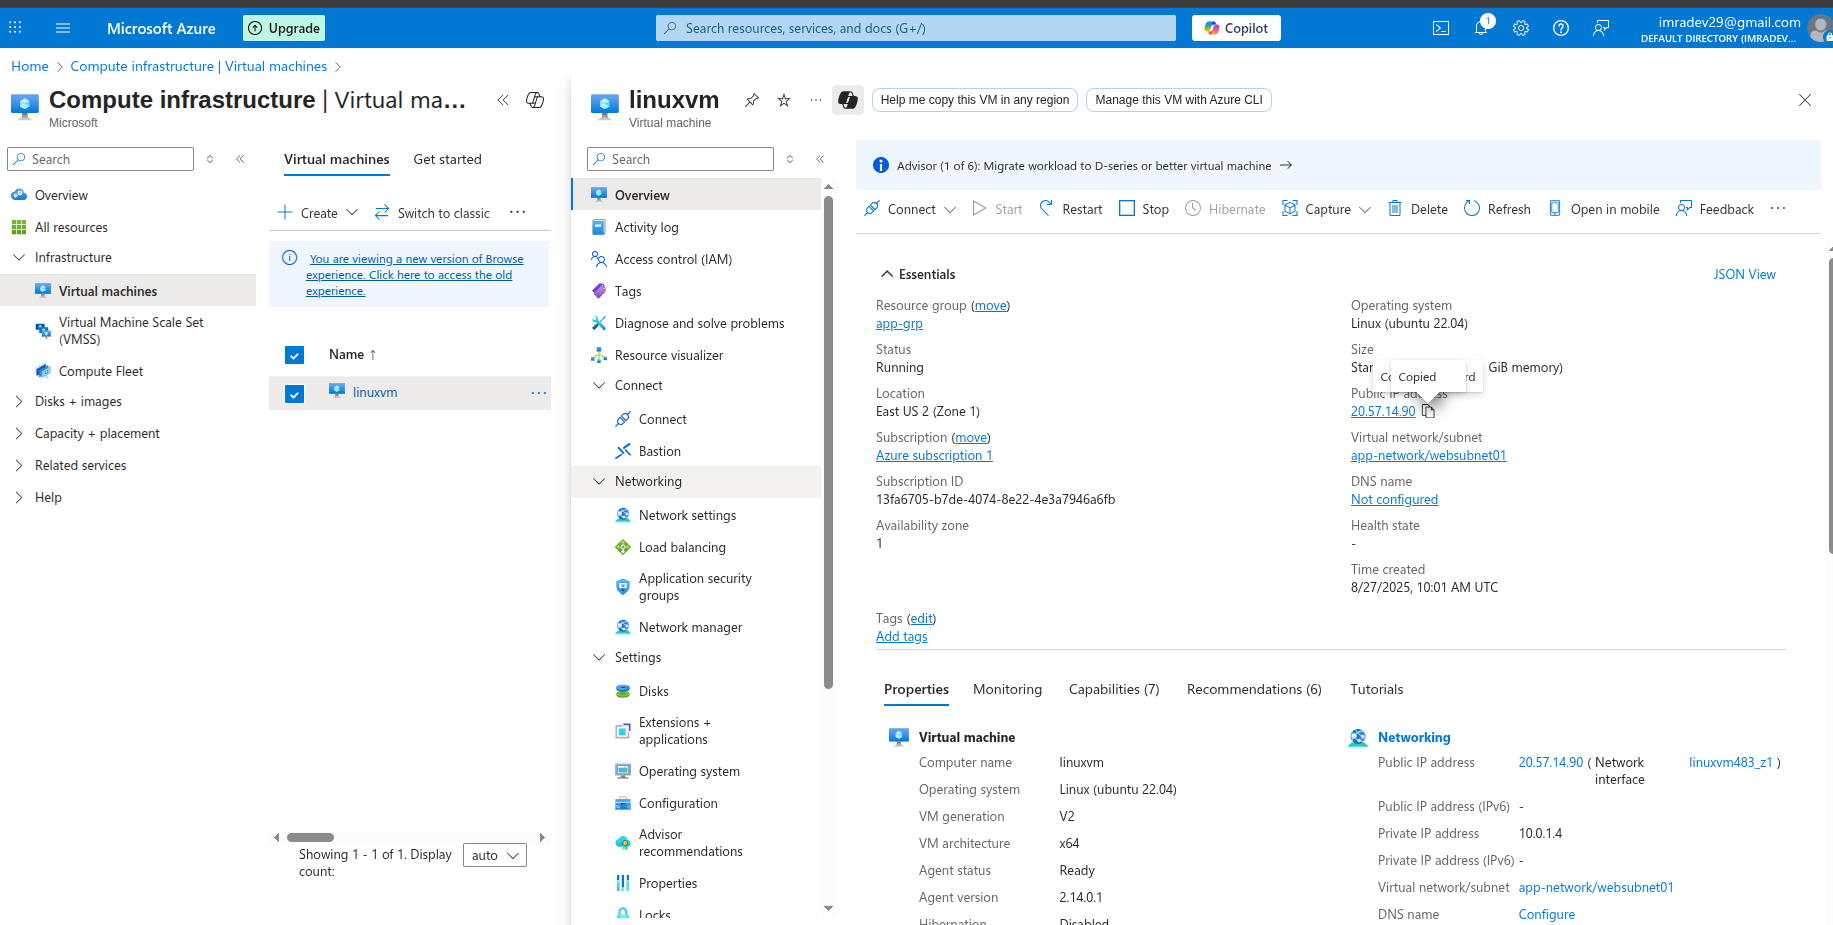 Microsoft Azure
Upgrade
Search resources, services, and docs (G+/)
Copilot
1
imradev29@gmail.com
DEFAULT DIRECTORY (IMRADEV...
Home > Compute infrastructure | Virtual machines >
Compute infrastructure | Virtual ma...
Microsoft
Search
Overview
All resources
Infrastructure
Virtual machines
Virtual Machine Scale Set
(VMSS)
Compute Fleet
Disks + images
Capacity + placement
Related services
Help
Virtual machines
Get started
Create
Switch to classic
You are viewing a new version of Browse
experience. Click here to access the old
experience.
Name ↑
linuxvm
Showing 1 - 1 of 1. Display
count:
auto
linuxvm
Virtual machine
Help me copy this VM in any region
Manage this VM with Azure CLI
Search
Overview
Activity log
Access control (IAM)
Tags
Diagnose and solve problems
Resource visualizer
Connect
Connect
Bastion
Networking
Network settings
Load balancing
Application security
groups
Network manager
Settings
Disks
Extensions +
applications
Operating system
Configuration
Advisor
recommendations
Properties
Locks
Advisor (1 of 6): Migrate workload to D-series or better virtual machine →
Connect
Start
Restart
Stop
Hibernate
Capture
Delete
Refresh
Open in mobile
Feedback
Essentials
JSON View
Resource group (move)
app-grp
Status
Running
Location
East US 2 (Zone 1)
Subscription (move)
Azure subscription 1
Subscription ID
13fa6705-b7de-4074-8e22-4e3a7946a6fb
Availability zone
1
Operating system
Linux (ubuntu 22.04)
Size
GiB memory)
Copied
Public IP address
20.57.14.90
Virtual network/subnet
app-network/websubnet01
DNS name
Not configured
Health state
-
Time created
8/27/2025, 10:01 AM UTC
Tags (edit)
Add tags
Properties
Monitoring
Capabilities (7)
Recommendations (6)
Tutorials
Virtual machine
Computer name linuxvm
Operating system Linux (ubuntu 22.04)
VM generation V2
VM architecture x64
Agent status Ready
Agent version 2.14.0.1
Hibernation Disabled
Networking
Public IP address 20.57.14.90 ( Network interface linuxvm483_z1 )
Public IP address (IPv6) -
Private IP address 10.0.1.4
Private IP address (IPv6) -
Virtual network/subnet app-network/websubnet01
DNS name Configure